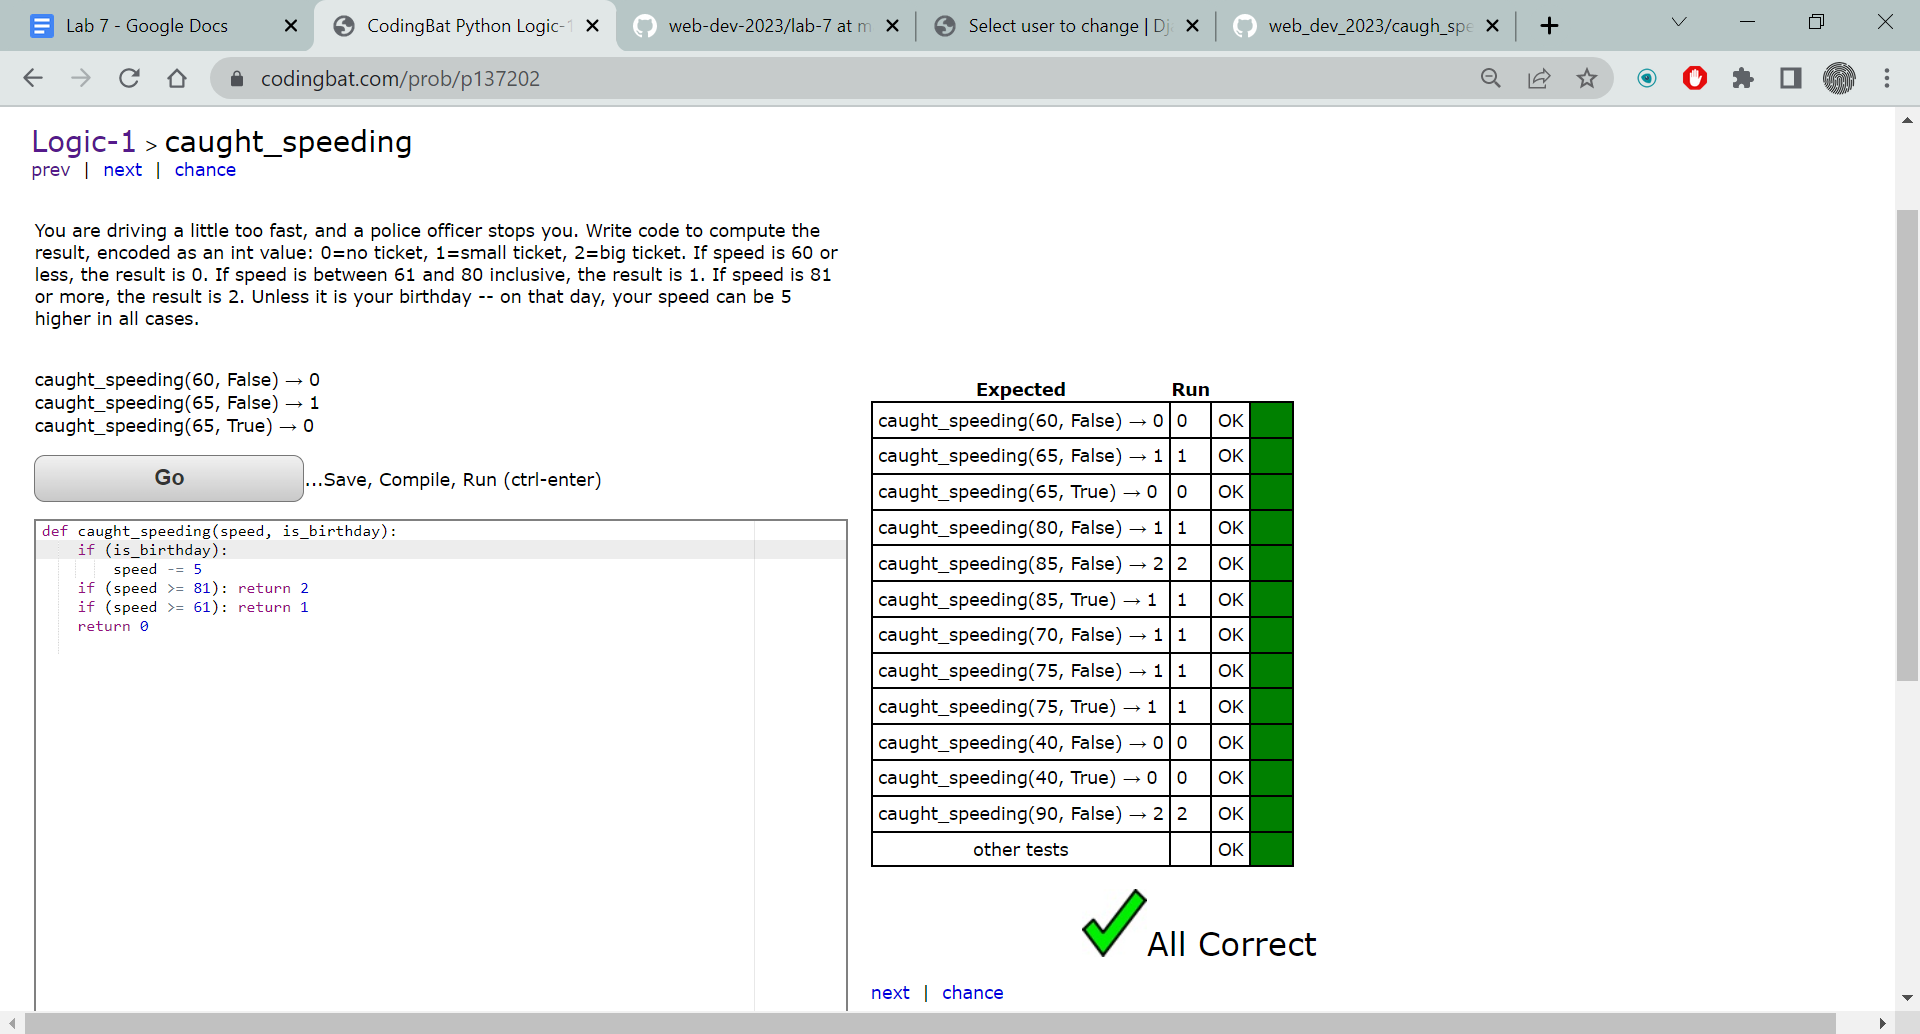 Lab 7 - Google Docs
CodingBat Python Logic-1
web-dev-2023/lab-7 at m
Select user to change | Dj
web_dev_2023/caugh_spe
codingbat.com/prob/p137202
Logic-1 > caught_speeding
prev | next | chance
You are driving a little too fast, and a police officer stops you. Write code to compute the
result, encoded as an int value: 0=no ticket, 1=small ticket, 2=big ticket. If speed is 60 or
less, the result is 0. If speed is between 61 and 80 inclusive, the result is 1. If speed is 81
or more, the result is 2. Unless it is your birthday -- on that day, your speed can be 5
higher in all cases.
caught_speeding(60, False) → 0
caught_speeding(65, False) → 1
caught_speeding(65, True) → 0
Go ...Save, Compile, Run (ctrl-enter)
def caught_speeding(speed, is_birthday):
    if (is_birthday):
        speed -= 5
    if (speed >= 81): return 2
    if (speed >= 61): return 1
    return 0
Expected Run
caught_speeding(60, False) → 0 0 OK
caught_speeding(65, False) → 1 1 OK
caught_speeding(65, True) → 0 0 OK
caught_speeding(80, False) → 1 1 OK
caught_speeding(85, False) → 2 2 OK
caught_speeding(85, True) → 1 1 OK
caught_speeding(70, False) → 1 1 OK
caught_speeding(75, False) → 1 1 OK
caught_speeding(75, True) → 1 1 OK
caught_speeding(40, False) → 0 0 OK
caught_speeding(40, True) → 0 0 OK
caught_speeding(90, False) → 2 2 OK
other tests OK
All Correct
next | chance